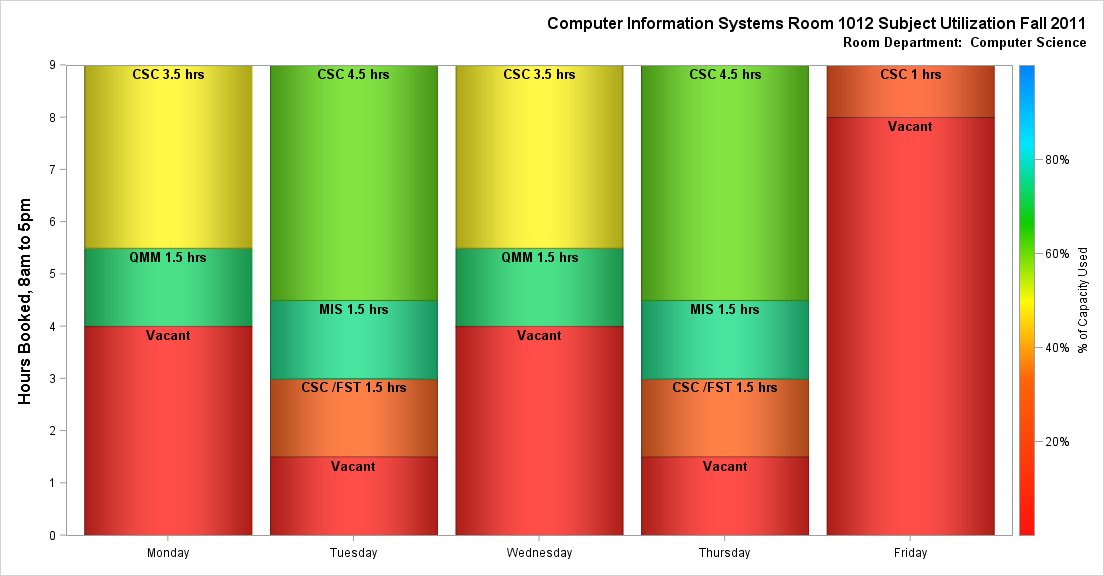 Computer Information Systems Room 1012 Subject Utilization Fall 2011
Room Department:  Computer Science
Hours Booked, 8am to 5pm
9
8
7
6
5
4
3
2
1
0
CSC 3.5 hrs
QMM 1.5 hrs
Vacant
CSC 4.5 hrs
MIS 1.5 hrs
CSC /FST 1.5 hrs
Vacant
CSC 3.5 hrs
QMM 1.5 hrs
Vacant
CSC 4.5 hrs
MIS 1.5 hrs
CSC /FST 1.5 hrs
Vacant
CSC 1 hrs
Vacant
Monday
Tuesday
Wednesday
Thursday
Friday
80%
60%
40%
20%
% of Capacity Used